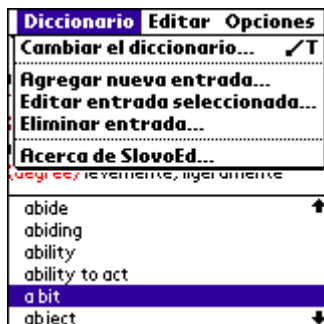 Diccionario Editar Opciones
Cambiar el diccionario... ⁄T
Agregar nueva entrada...
Editar entrada seleccionada...
Eliminar entrada...
Acerca de SlovoEd...
(degree) levemente, ligeramente
abide
abiding
ability
ability to act
a bit
abject